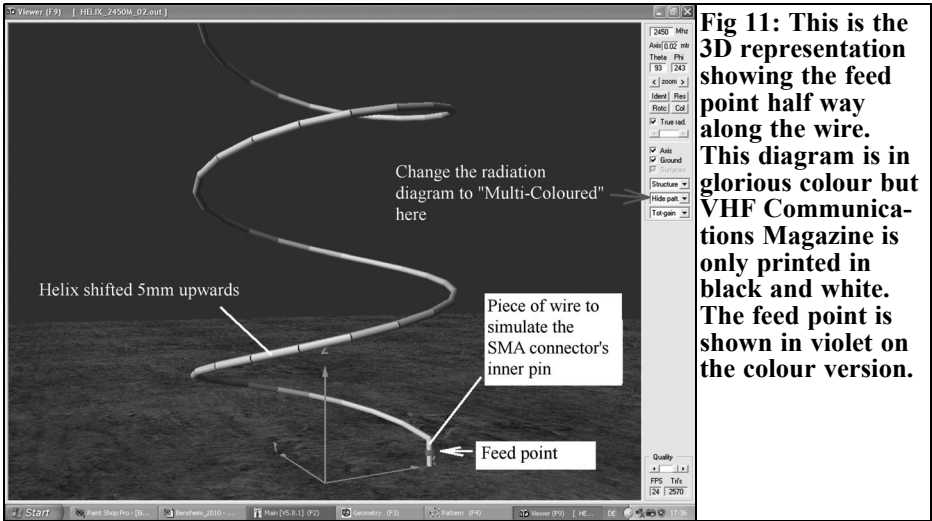 3D Viewer (F9) [ HELIX_2450M_02.out ]
2450 Mhz
Axis 0.02 mtr
Theta Phi
93 243
< zoom >
Ident Res
Rotc Col
True rad.
Axis
Ground
Surfaces
Structure
Hide patt.
Tot-gain
Change the radiation
diagram to "Multi-Coloured"
here
Helix shifted 5mm upwards
Piece of wire to
simulate the
SMA connector's
inner pin
Feed point
Z
Y
Quality
FPS Tri's
24 2570
Start
Paint Shop Pro - [Bi...
Bensheim_2010 - ...
Main [V5.8.1] (F2)
Geometry (F3)
Pattern (F4)
3D Viewer (F9) [ HE...
DE
17:36
Fig 11: This is the
3D representation
showing the feed
point half way
along the wire.
This diagram is in
glorious colour but
VHF Communica-
tions Magazine is
only printed in
black and white.
The feed point is
shown in violet on
the colour version.